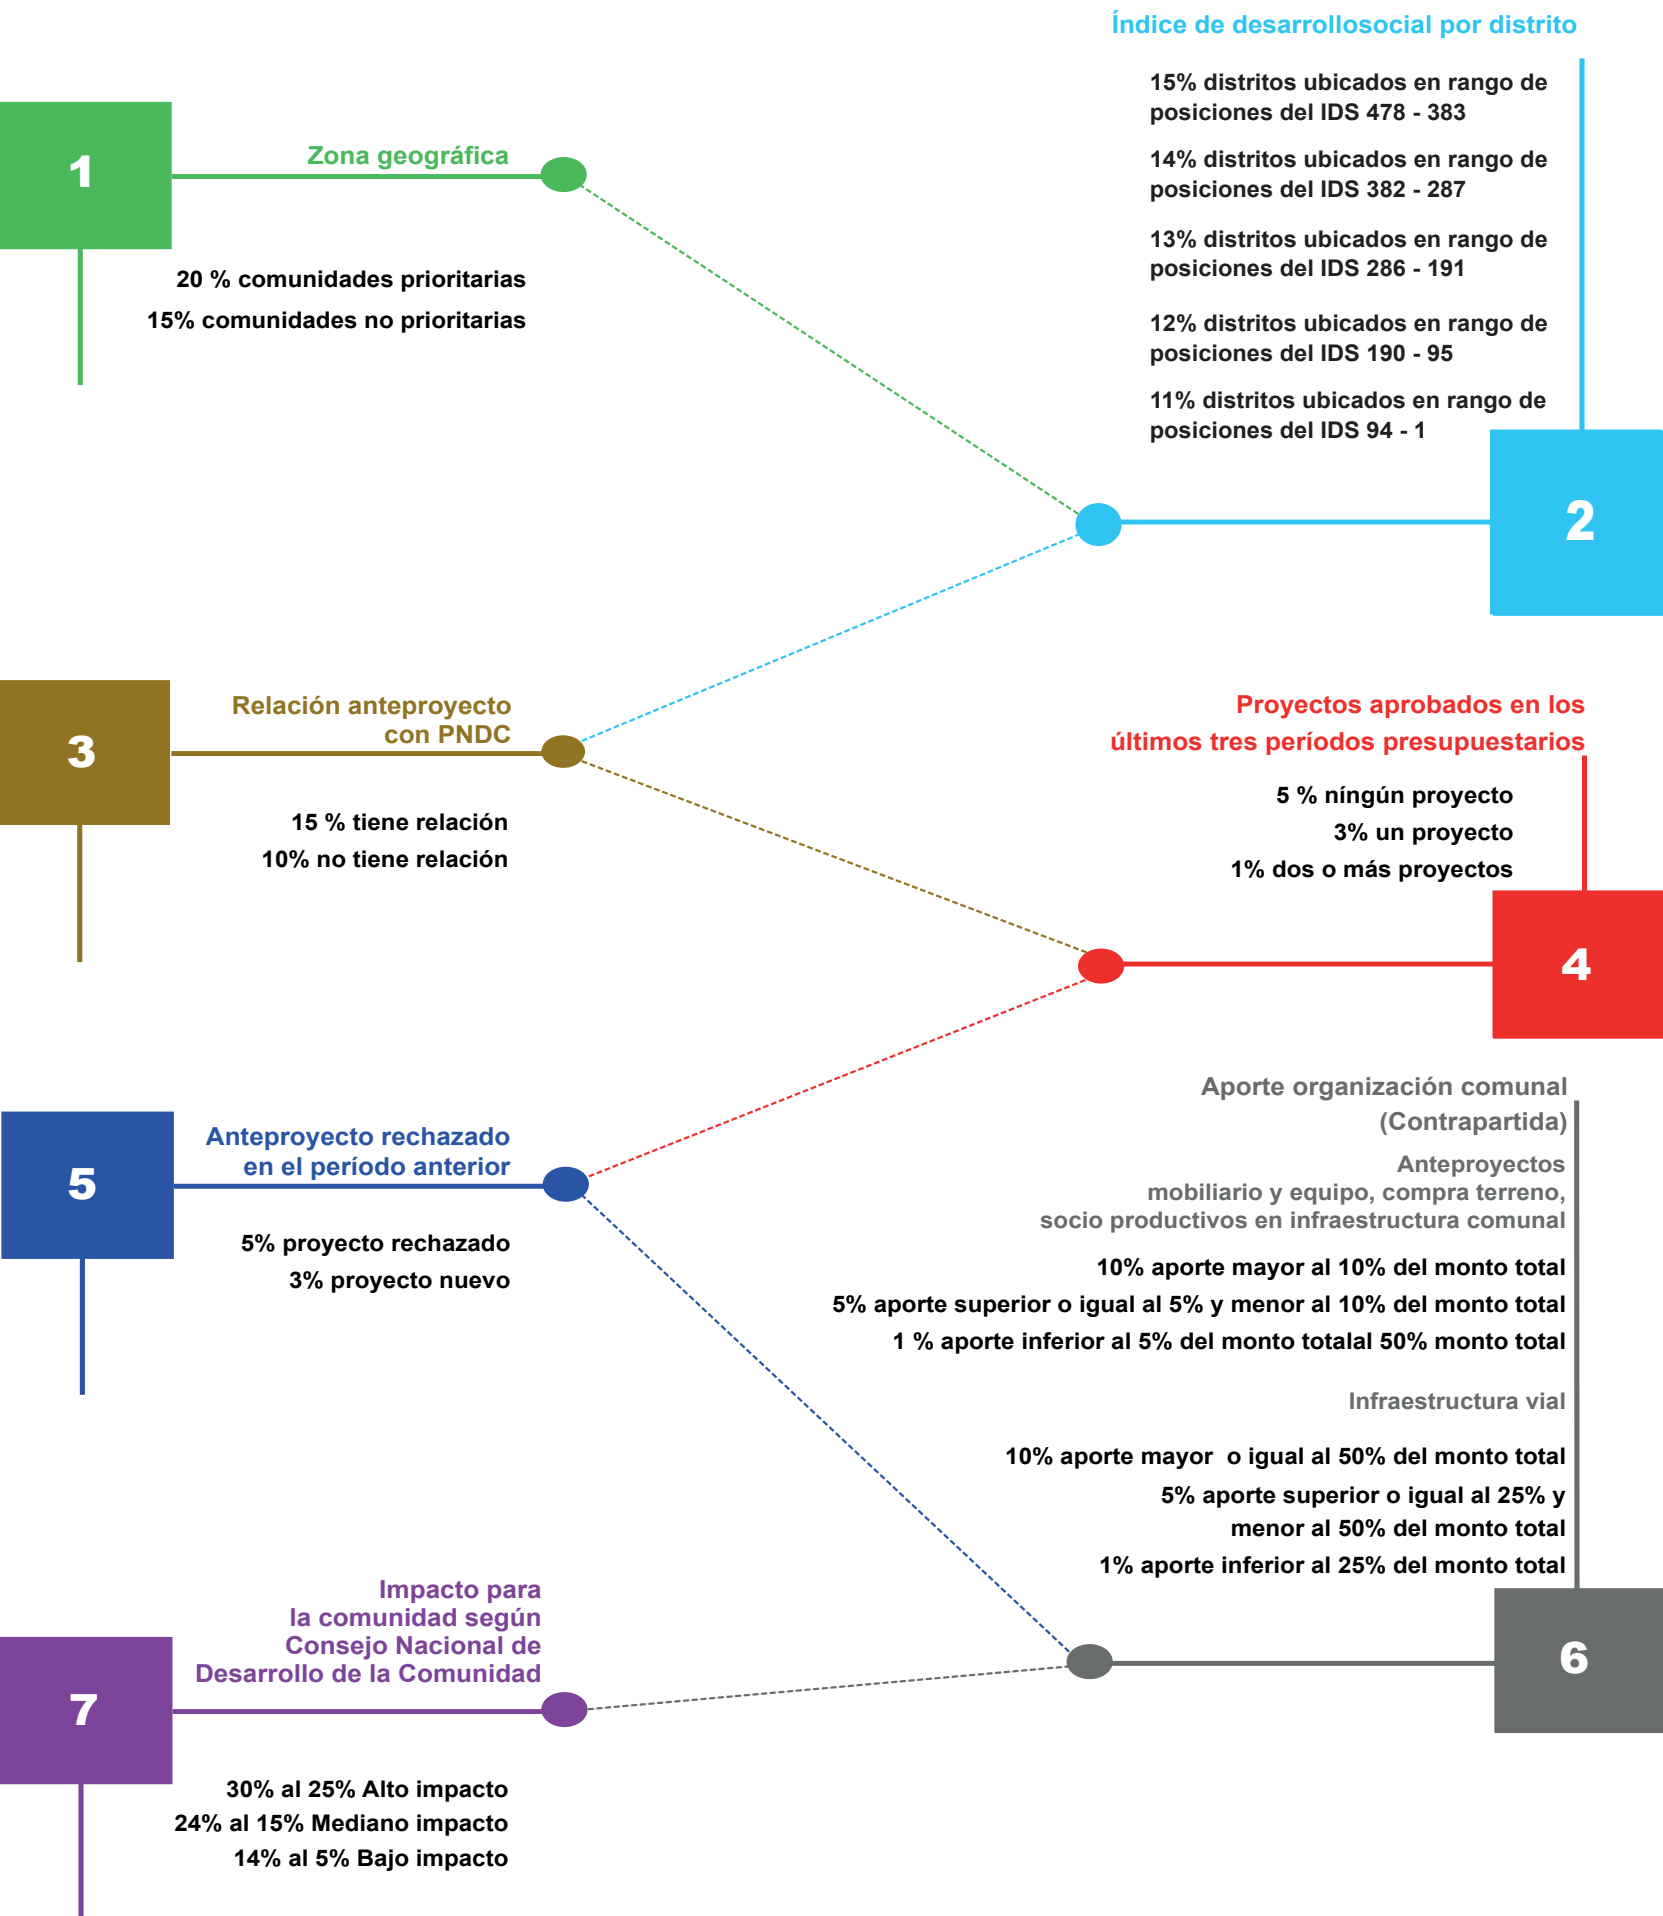 1
Zona geográfica
20 % comunidades prioritarias
15% comunidades no prioritarias
Índice de desarrollosocial por distrito
15% distritos ubicados en rango de
posiciones del IDS 478 - 383
14% distritos ubicados en rango de
posiciones del IDS 382 - 287
13% distritos ubicados en rango de
posiciones del IDS 286 - 191
12% distritos ubicados en rango de
posiciones del IDS 190 - 95
11% distritos ubicados en rango de
posiciones del IDS 94 - 1
2
3
Relación anteproyecto
con PNDC
15 % tiene relación
10% no tiene relación
Proyectos aprobados en los
últimos tres períodos presupuestarios
5 % níngún proyecto
3% un proyecto
1% dos o más proyectos
4
5
Anteproyecto rechazado
en el período anterior
5% proyecto rechazado
3% proyecto nuevo
Aporte organización comunal
(Contrapartida)
Anteproyectos
mobiliario y equipo, compra terreno,
socio productivos en infraestructura comunal
10% aporte mayor al 10% del monto total
5% aporte superior o igual al 5% y menor al 10% del monto total
1 % aporte inferior al 5% del monto totalal 50% monto total
Infraestructura vial
10% aporte mayor  o igual al 50% del monto total
5% aporte superior o igual al 25% y
menor al 50% del monto total
1% aporte inferior al 25% del monto total
6
7
Impacto para
la comunidad según
Consejo Nacional de
Desarrollo de la Comunidad
30% al 25% Alto impacto
24% al 15% Mediano impacto
14% al 5% Bajo impacto